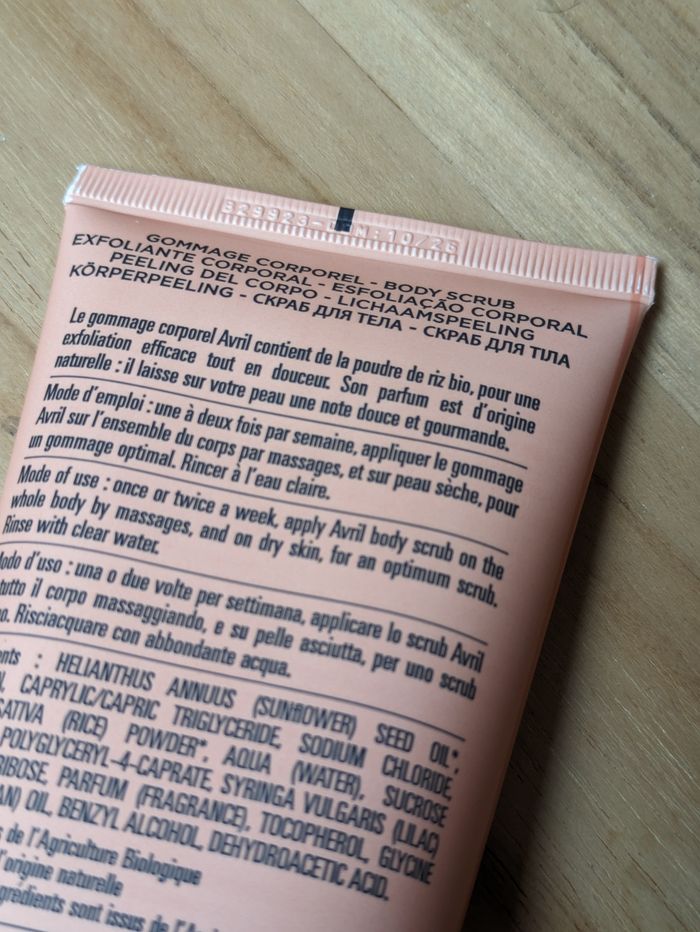 GOMMAGE CORPOREL - BODY SCRUB
EXFOLIANTE CORPORAL - ESFOLIAÇÃO CORPORAL
PEELING DEL CORPO - LICHAAMSPEELING
KÖRPERPEELING - СКРАБ ДЛЯ ТЕЛА - СКРАБ ДЛЯ ТІЛА
Le gommage corporel Avril contient de la poudre de riz bio, pour une
exfoliation efficace tout en douceur. Son parfum est d'origine
naturelle : il laisse sur votre peau une note douce et gourmande.
Mode d'emploi : une à deux fois par semaine, appliquer le gommage
Avril sur l'ensemble du corps par massages, et sur peau sèche, pour
un gommage optimal. Rincer à l'eau claire.
Mode of use : once or twice a week, apply Avril body scrub on the
whole body by massages, and on dry skin, for an optimum scrub.
Rinse with clear water.
Modo d'uso : una o due volte per settimana, applicare lo scrub Avril
tutto il corpo massaggiando, e su pelle asciutta, per uno scrub
Risciacquare con abbondante acqua.
: HELIANTHUS ANNUUS (SUNflOWER) SEED OIL*,
CAPRYLIC/CAPRIC TRIGLYCERIDE, SODIUM CHLORIDE,
SATIVA (RICE) POWDER*, AQUA (WATER), SUCROSE
POLYGLYCERYL-4-CAPRATE, SYRINGA VULGARIS (LILAC)
PARFUM (FRAGRANCE), TOCOPHEROL, GLYCINE
OIL, BENZYL ALCOHOL, DEHYDROACETIC ACID.
de l'Agriculture Biologique
d'origine naturelle
sont issus de